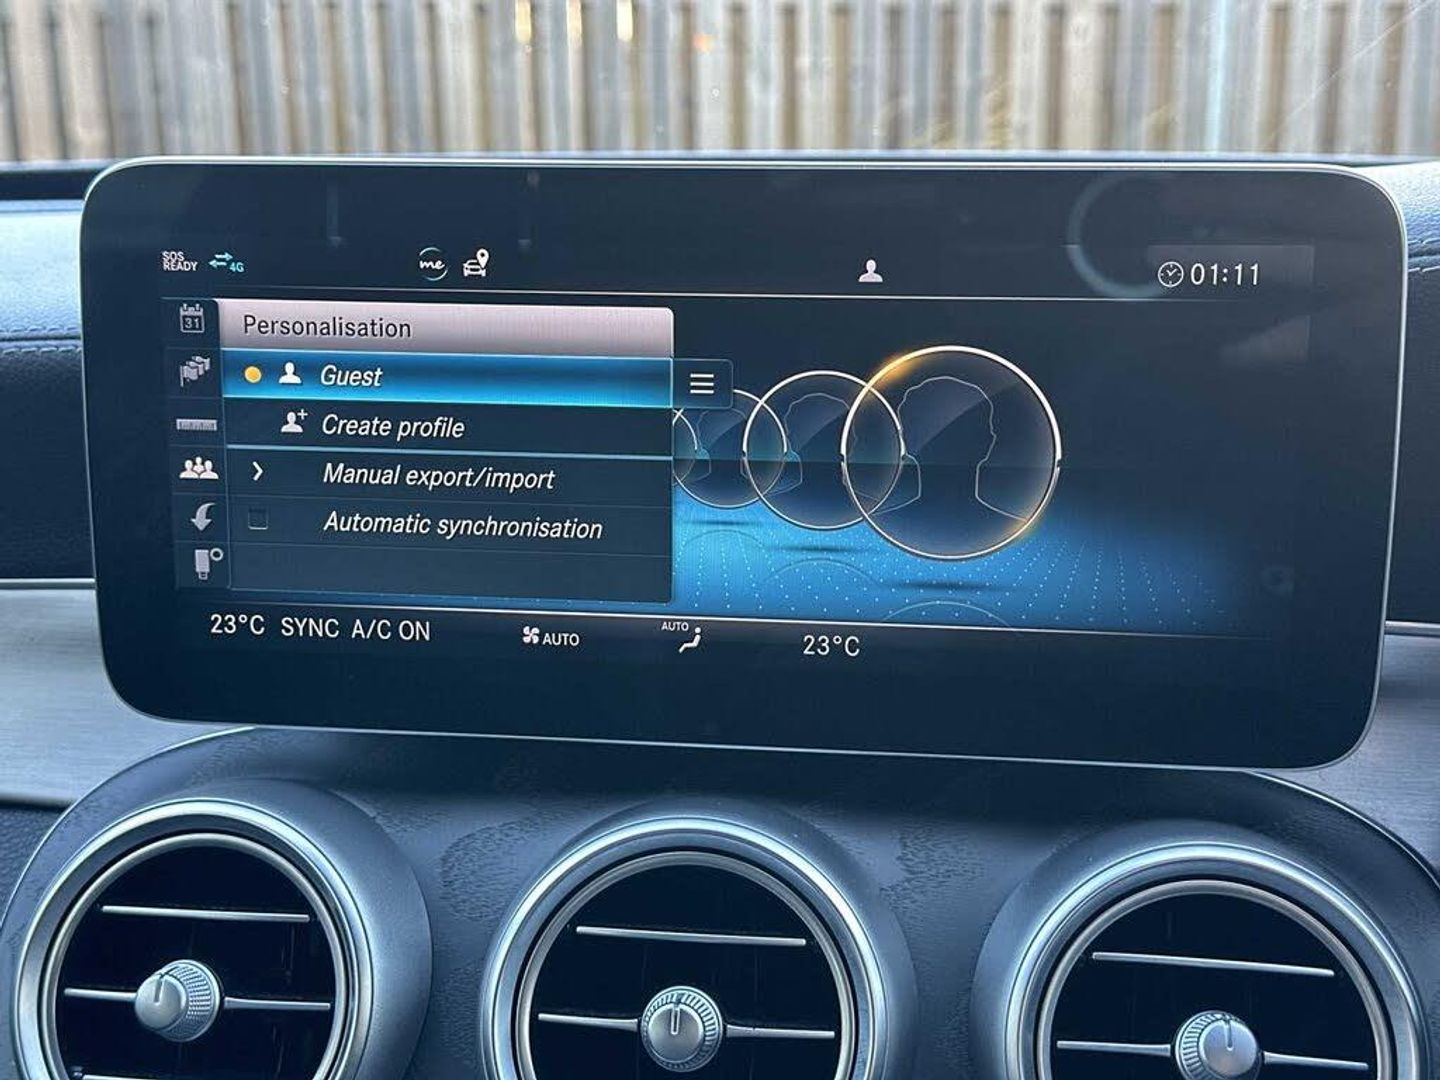 SOS READY 4G me 01:11
31
Personalisation
Guest
Create profile
Manual export/import
Automatic synchronisation
23°C SYNC A/C ON AUTO AUTO 23°C